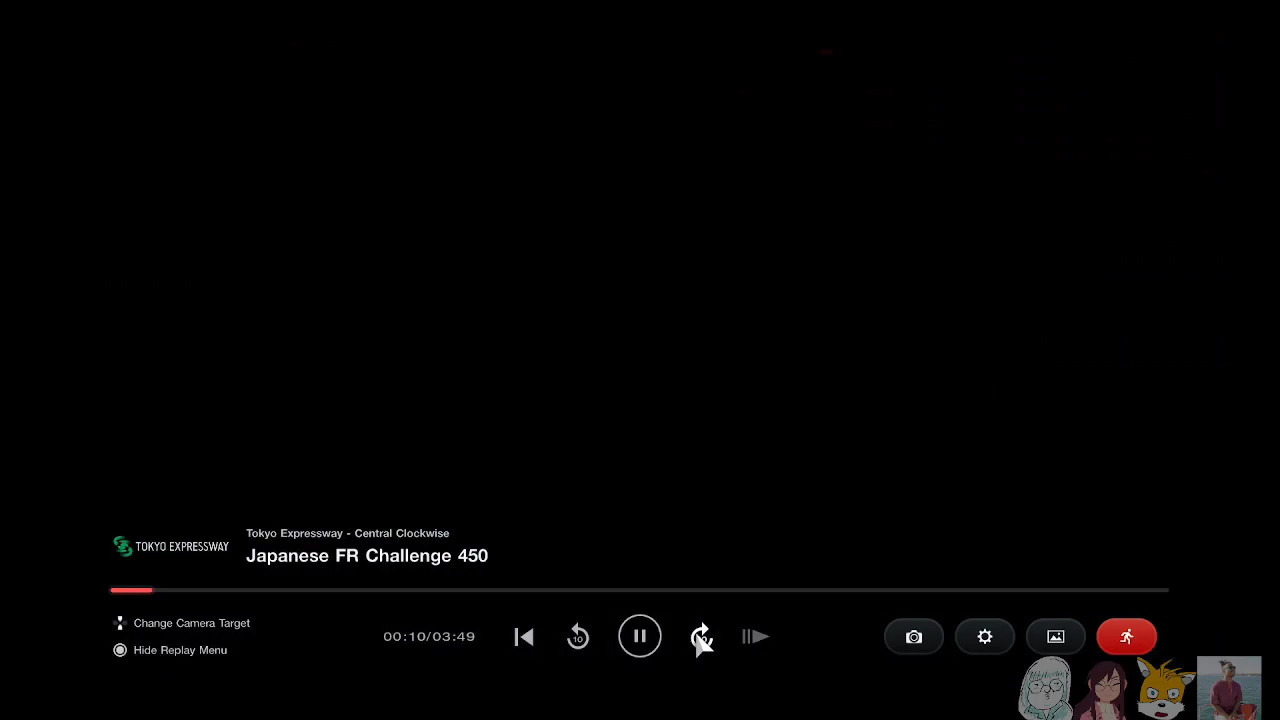 Tokyo Expressway - Central Clockwise
TOKYO EXPRESSWAY
Japanese FR Challenge 450
Change Camera Target
00:10/03:49
10
Hide Replay Menu